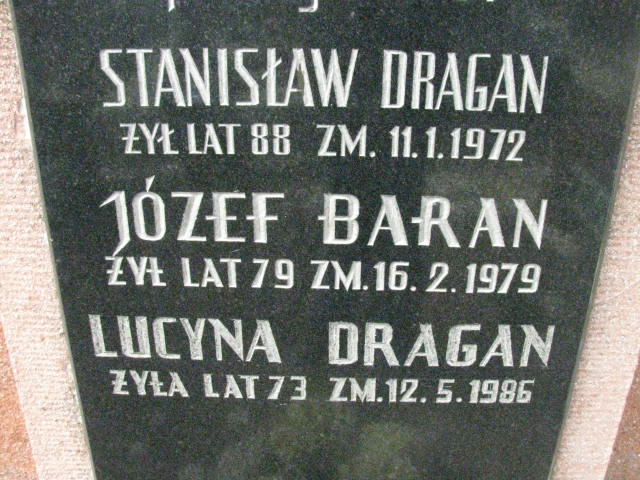 STANISŁAW DRAGAN
ŻYŁ LAT 88 ZM. 11.1.1972
JÓZEF BARAN
ŻYŁ LAT 79 ZM.16.2.1979
LUCYNA DRAGAN
ŻYŁA LAT 73 ZM.12.5.1986